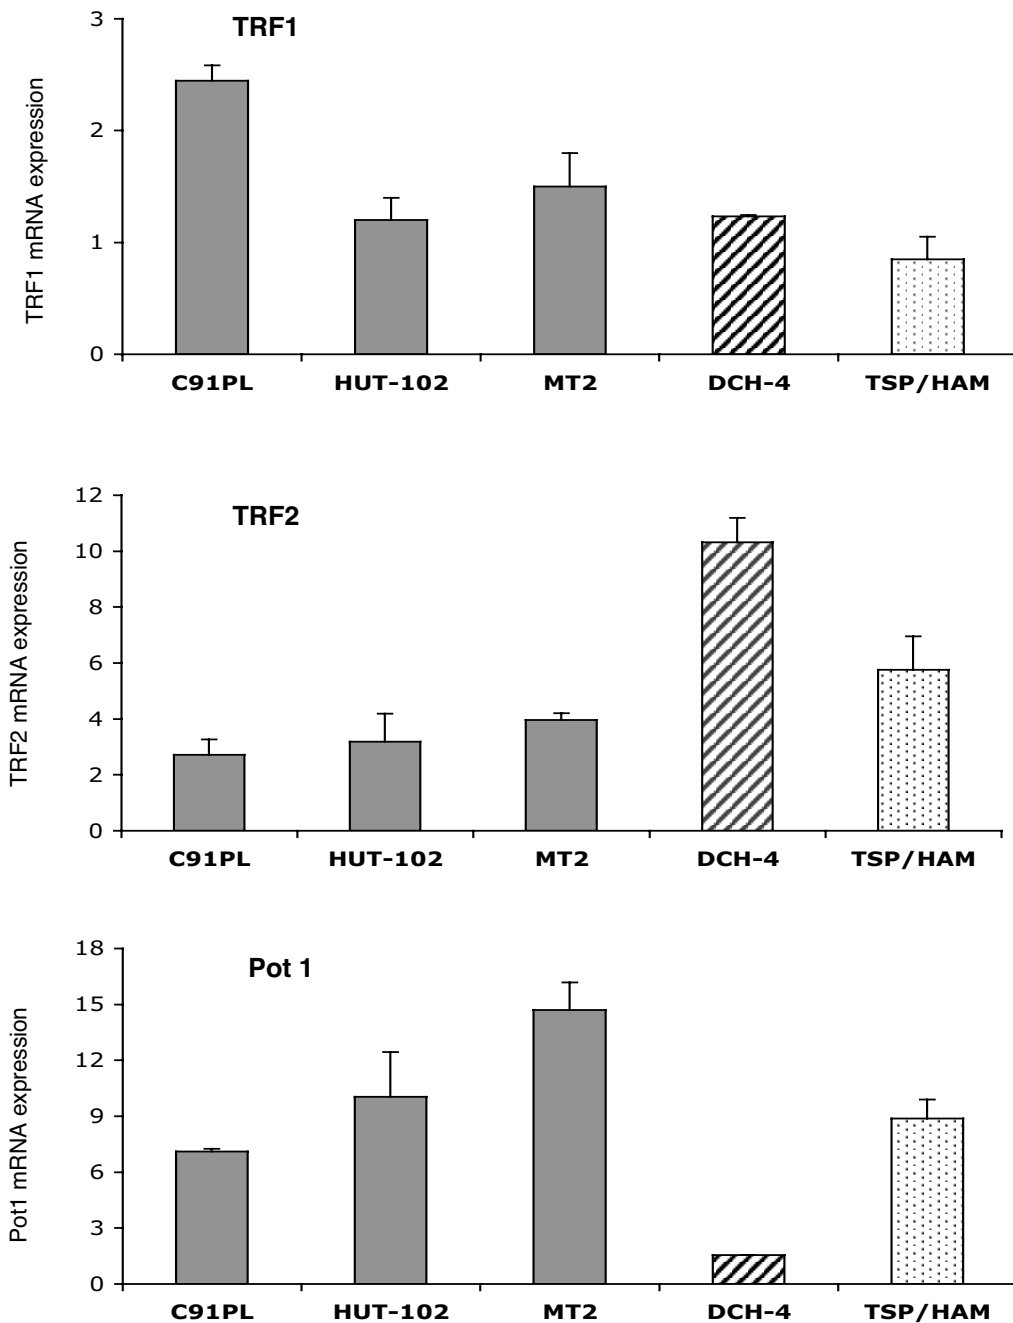 TRF1
TRF1 mRNA expression
3
2
1
0
C91PL HUT-102 MT2 DCH-4 TSP/HAM
TRF2
TRF2 mRNA expression
12
10
8
6
4
2
0
C91PL HUT-102 MT2 DCH-4 TSP/HAM
Pot 1
Pot1 mRNA expression
18
15
12
9
6
3
0
C91PL HUT-102 MT2 DCH-4 TSP/HAM